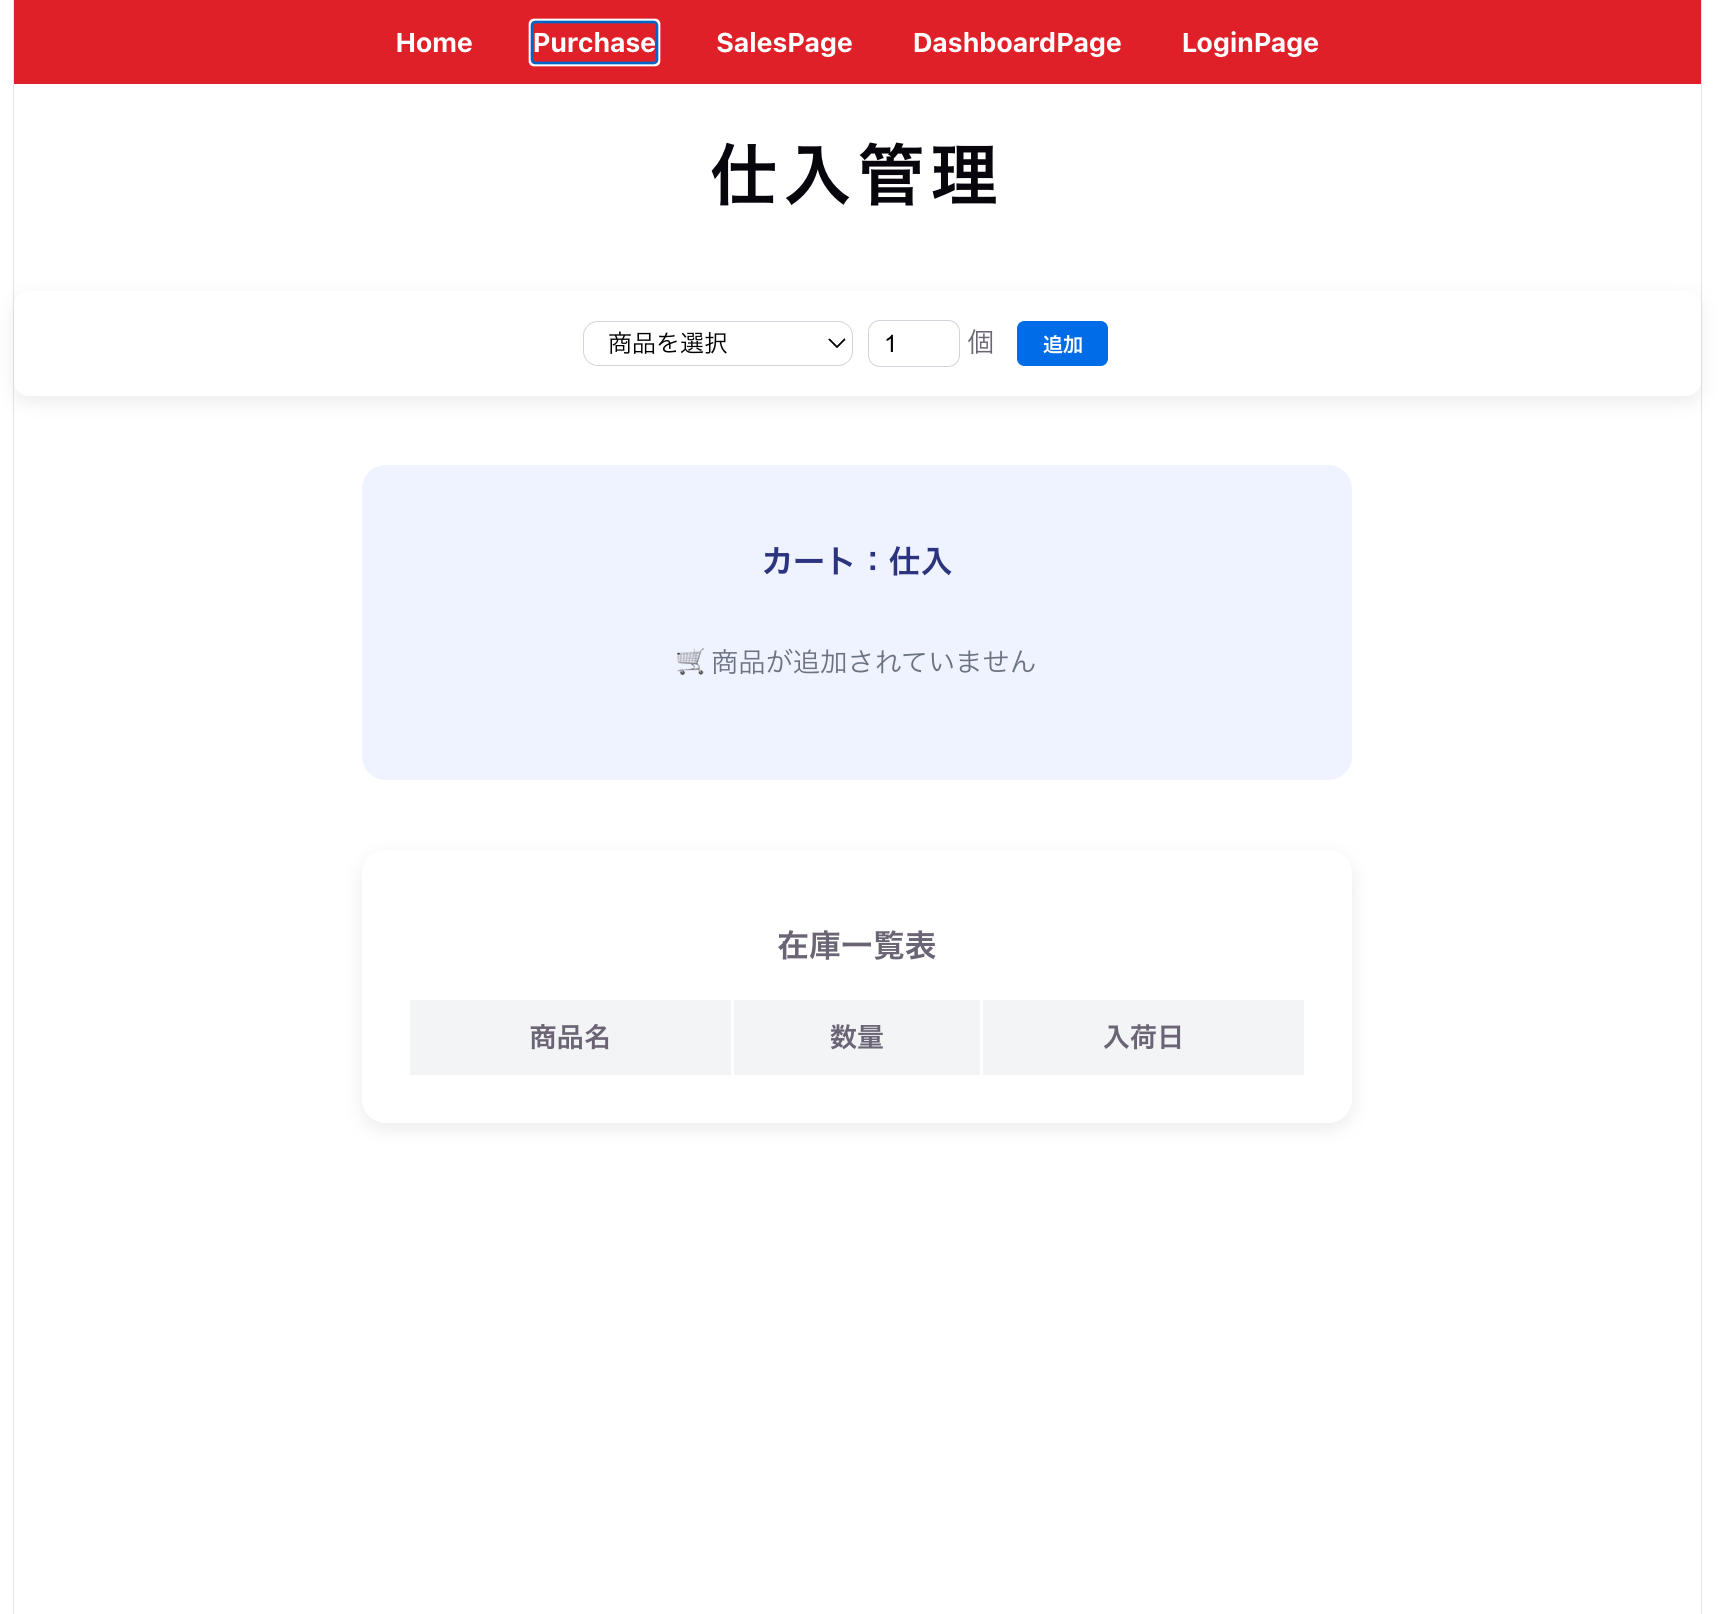 Home Purchase SalesPage DashboardPage LoginPage
仕入管理
商品を選択 1 個 追加
カート：仕入
🛒 商品が追加されていません
在庫一覧表
商品名 数量 入荷日